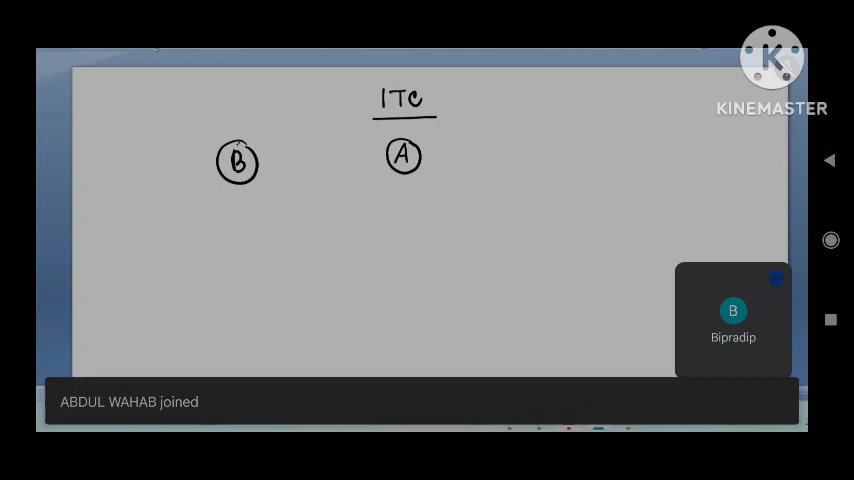 ITC
B A
K
KINEMASTER
B
Bipradip
ABDUL WAHAB joined